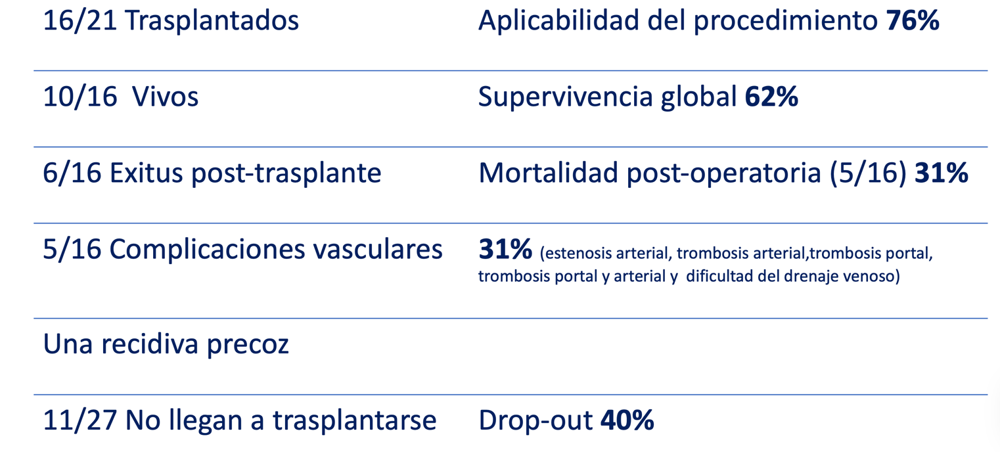 16/21 Trasplantados
Aplicabilidad del procedimiento 76%
10/16 Vivos
Supervivencia global 62%
6/16 Exitus post-trasplante
Mortalidad post-operatoria (5/16) 31%
5/16 Complicaciones vasculares
31% (estenosis arterial, trombosis arterial,trombosis portal,
trombosis portal y arterial y dificultad del drenaje venoso)
Una recidiva precoz
11/27 No llegan a trasplantarse
Drop-out 40%